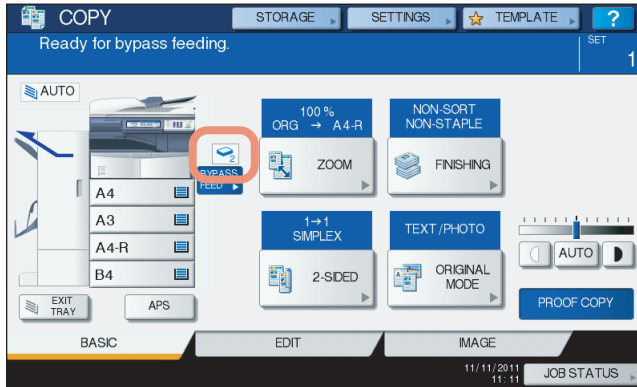 COPY
STORAGE
SETTINGS
TEMPLATE
?
Ready for bypass feeding.
SET
1
AUTO
100 %
ORG → A4-R
NON-SORT
NON-STAPLE
2
BYPASS
FEED
ZOOM
FINISHING
A4
A3
A4-R
B4
1→1
SIMPLEX
TEXT/PHOTO
2-SIDED
ORIGINAL
MODE
AUTO
EXIT
TRAY
APS
PROOF COPY
BASIC
EDIT
IMAGE
11/11/2011
11:11
JOB STATUS